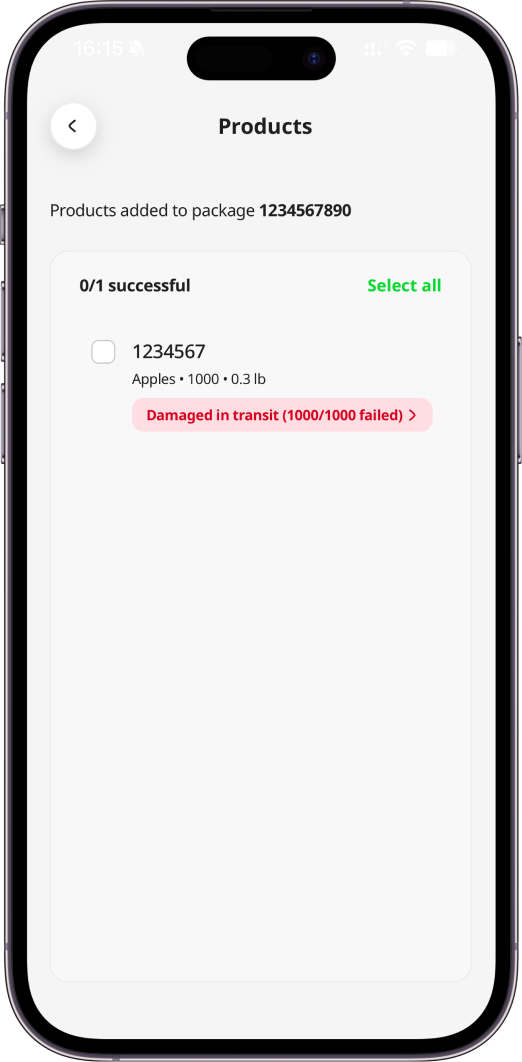 16:15
Products
Products added to package 1234567890
0/1 successful
Select all
1234567
Apples • 1000 • 0.3 lb
Damaged in transit (1000/1000 failed)